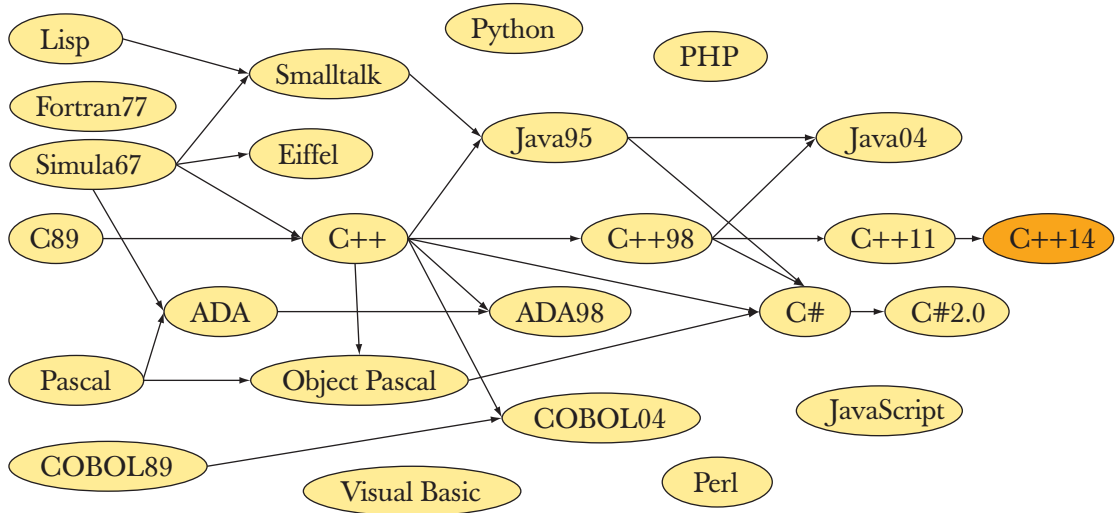 Lisp
Python
PHP
Smalltalk
Fortran77
Java95
Java04
Simula67
Eiffel
C89
C++
C++98
C++11
C++14
ADA
ADA98
C#
C#2.0
Pascal
Object Pascal
JavaScript
COBOL04
COBOL89
Visual Basic
Perl